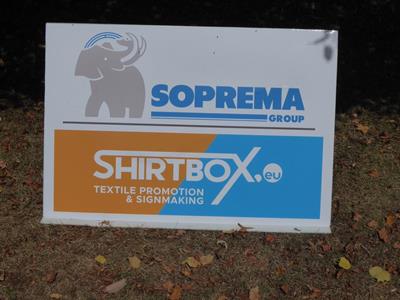 SOPREMA
GROUP
SHIRTBOX.eu
TEXTILE PROMOTION
& SIGNMAKING